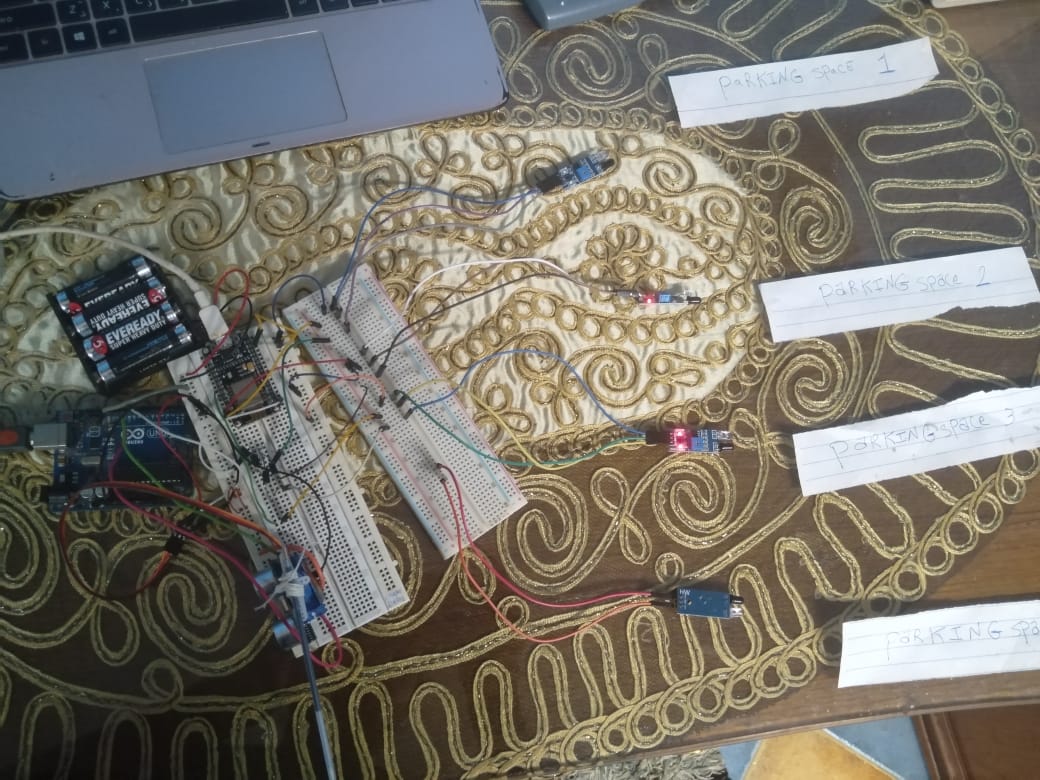 PARKING space 1
PARKING space 2
EVEREADY
SUPER HEAVY DUTY
EVEREADY
SUPER HEAVY DUTY
PARKING space 3
PARKING spa